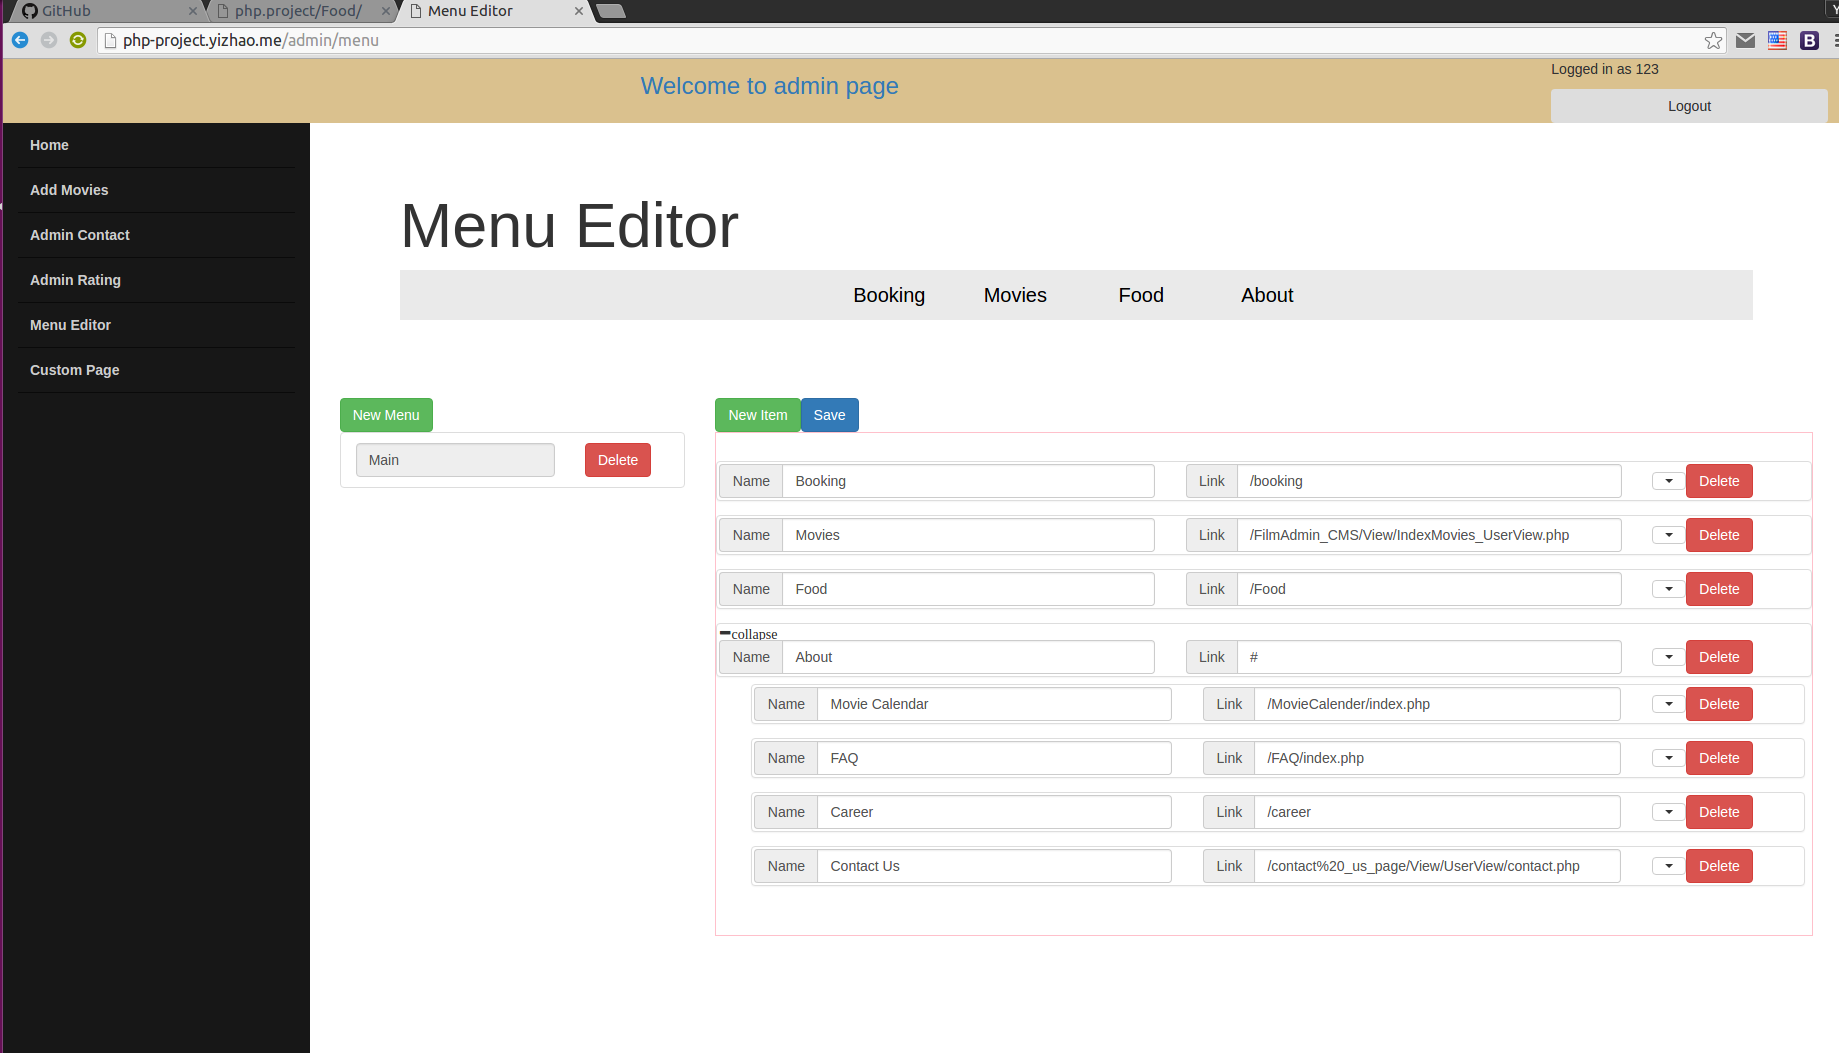 GitHub php.project/Food/ Menu Editor
php-project.yizhao.me/admin/menu
Welcome to admin page
Logged in as 123
Logout
Home
Add Movies
Admin Contact
Admin Rating
Menu Editor
Custom Page
Menu Editor
Booking Movies Food About
New Menu
Main Delete
New Item Save
Name Booking Link /booking Delete
Name Movies Link /FilmAdmin_CMS/View/IndexMovies_UserView.php Delete
Name Food Link /Food Delete
collapse
Name About Link # Delete
Name Movie Calendar Link /MovieCalender/index.php Delete
Name FAQ Link /FAQ/index.php Delete
Name Career Link /career Delete
Name Contact Us Link /contact%20_us_page/View/UserView/contact.php Delete